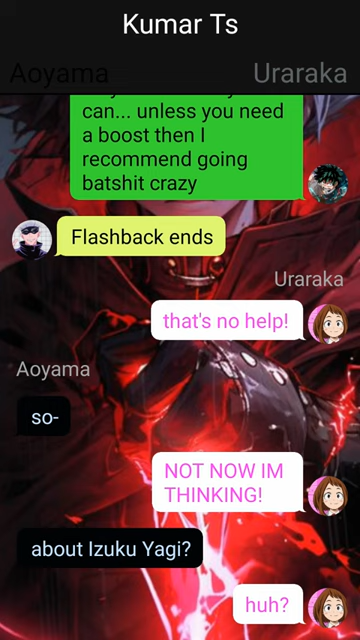 Kumar Ts
Aoyama
Uraraka
can... unless you need
a boost then I
recommend going
batshit crazy
Flashback ends
Uraraka
that's no help!
Aoyama
so-
NOT NOW IM
THINKING!
about Izuku Yagi?
huh?